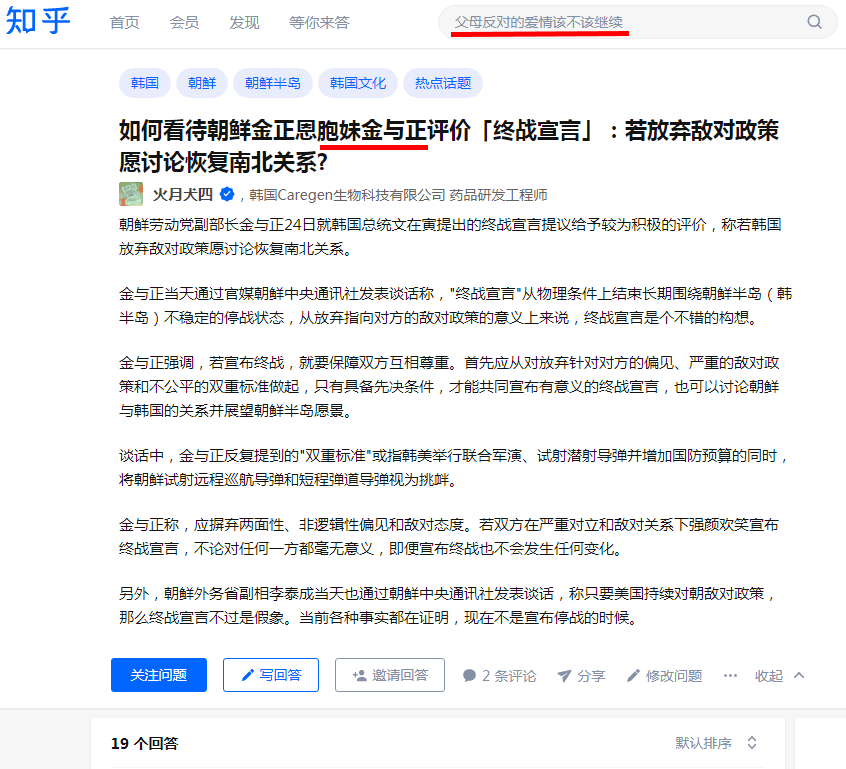 知乎 首页 会员 发现 等你来答 父母反对的爱情该不该继续
韩国 朝鲜 朝鲜半岛 韩国文化 热点话题
如何看待朝鲜金正恩胞妹金与正评价「终战宣言」：若放弃敌对政策
愿讨论恢复南北关系?
火月犬四 ，韩国Caregen生物科技有限公司 药品研发工程师
朝鲜劳动党副部长金与正24日就韩国总统文在寅提出的终战宣言提议给予较为积极的评价，称若韩国
放弃敌对政策愿讨论恢复南北关系。
金与正当天通过官媒朝鲜中央通讯社发表谈话称，"终战宣言"从物理条件上结束长期围绕朝鲜半岛（韩
半岛）不稳定的停战状态，从放弃指向对方的敌对政策的意义上来说，终战宣言是个不错的构想。
金与正强调，若宣布终战，就要保障双方互相尊重。首先应从对放弃针对对方的偏见、严重的敌对政
策和不公平的双重标准做起，只有具备先决条件，才能共同宣布有意义的终战宣言，也可以讨论朝鲜
与韩国的关系并展望朝鲜半岛愿景。
谈话中，金与正反复提到的"双重标准"或指韩美举行联合军演、试射潜射导弹并增加国防预算的同时，
将朝鲜试射远程巡航导弹和短程弹道导弹视为挑衅。
金与正称，应摒弃两面性、非逻辑性偏见和敌对态度。若双方在严重对立和敌对关系下强颜欢笑宣布
终战宣言，不论对任何一方都毫无意义，即便宣布终战也不会发生任何变化。
另外，朝鲜外务省副相李泰成当天也通过朝鲜中央通讯社发表谈话，称只要美国持续对朝敌对政策，
那么终战宣言不过是假象。当前各种事实都在证明，现在不是宣布停战的时候。
关注问题 写回答 邀请回答 2 条评论 分享 修改问题 ··· 收起
19 个回答 默认排序